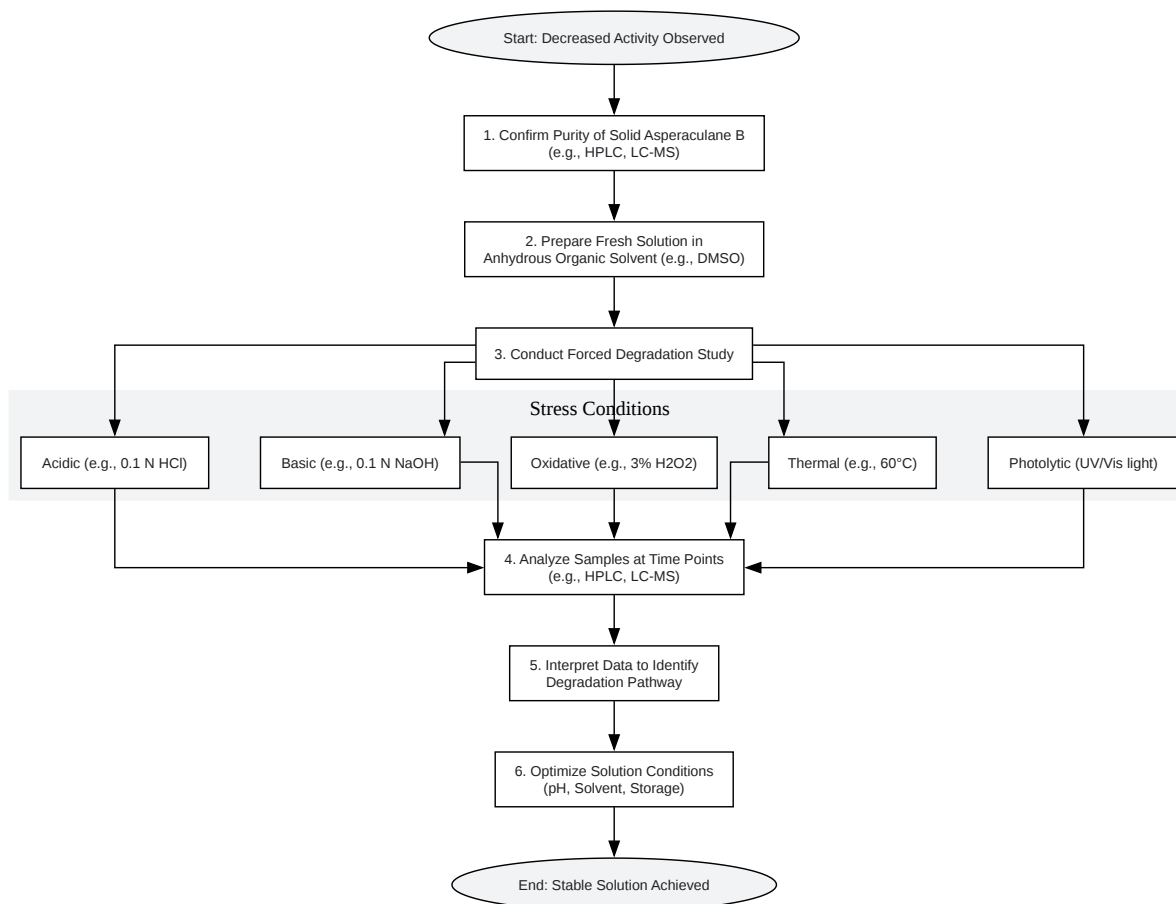 Start: Decreased Activity Observed
1. Confirm Purity of Solid Asperaculane B
(e.g., HPLC, LC-MS)
2. Prepare Fresh Solution in
Anhydrous Organic Solvent (e.g., DMSO)
3. Conduct Forced Degradation Study
Stress Conditions
Acidic (e.g., 0.1 N HCl)
Basic (e.g., 0.1 N NaOH)
Oxidative (e.g., 3% H2O2)
Thermal (e.g., 60°C)
Photolytic (UV/Vis light)
4. Analyze Samples at Time Points
(e.g., HPLC, LC-MS)
5. Interpret Data to Identify
Degradation Pathway
6. Optimize Solution Conditions
(pH, Solvent, Storage)
End: Stable Solution Achieved